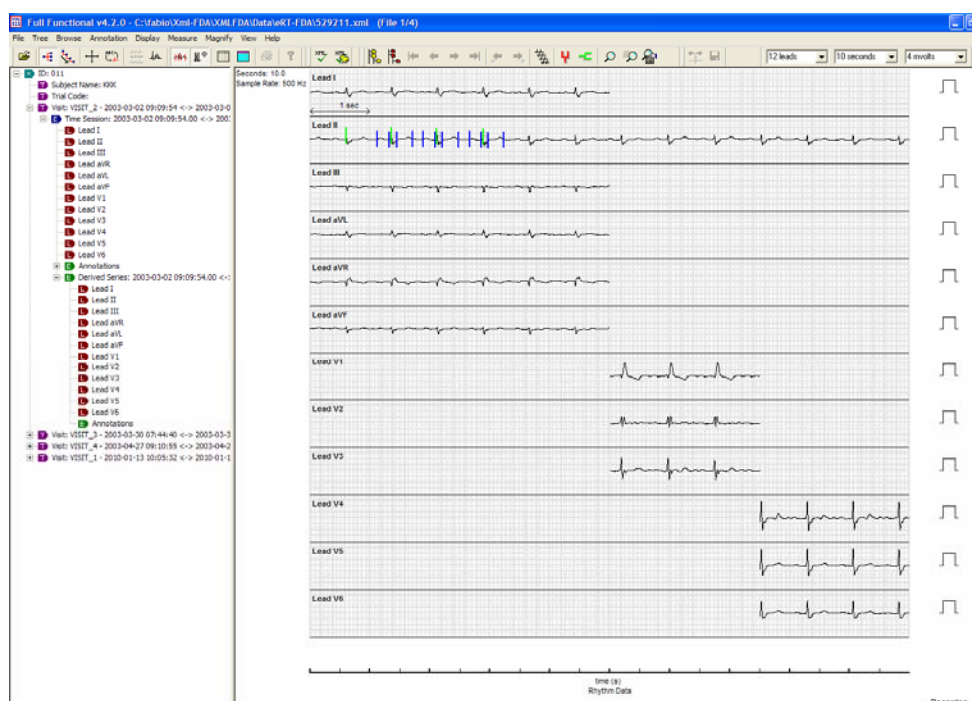 Full Functional v4.2.0 - C:\fabio\Xml-FDA\XMLFDA\Data\eRT-FDA\529211.xml (File 1/4)
File Tree Browse Annotation Display Measure Magnify View Help
12 leads 10 seconds 4 mvolts
ID: 011
Subject Name: KKK
Trial Code:
Visit: VISIT_2 - 2003-03-02 09:09:54 <-> 2003-03-0
Time Session: 2003-03-02 09:09:54.00 <-> 200
Lead I
Lead II
Lead III
Lead aVR
Lead aVL
Lead aVF
Lead V1
Lead V2
Lead V3
Lead V4
Lead V5
Lead V6
Annotations
Derived Series: 2003-03-02 09:09:54.00 <-
Lead I
Lead II
Lead III
Lead aVR
Lead aVL
Lead aVF
Lead V1
Lead V2
Lead V3
Lead V4
Lead V5
Lead V6
Annotations
Visit: VISIT_3 - 2003-03-30 07:44:40 <-> 2003-03-3
Visit: VISIT_4 - 2003-04-27 09:10:55 <-> 2003-04-2
Visit: VISIT_1 - 2010-01-13 10:05:32 <-> 2010-01-1
Seconds: 10.0
Sample Rate: 500 Hz
Lead I
1 sec
Lead II
Lead III
Lead aVL
Lead aVR
Lead aVF
Lead V1
Lead V2
Lead V3
Lead V4
Lead V5
Lead V6
time (s)
Rhythm Data